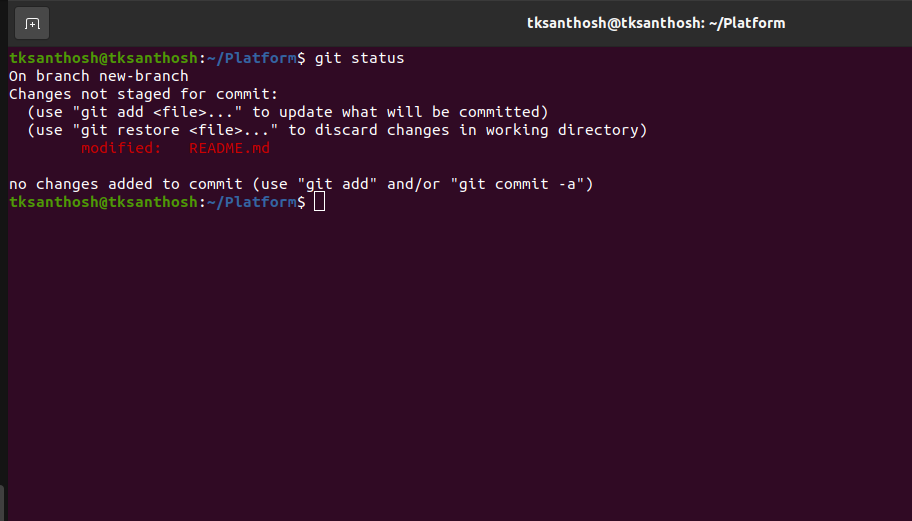 tksanthosh@tksanthosh: ~/Platform
tksanthosh@tksanthosh:~/Platform$ git status
On branch new-branch
Changes not staged for commit:
  (use "git add <file>..." to update what will be committed)
  (use "git restore <file>..." to discard changes in working directory)
        modified:   README.md

no changes added to commit (use "git add" and/or "git commit -a")
tksanthosh@tksanthosh:~/Platform$